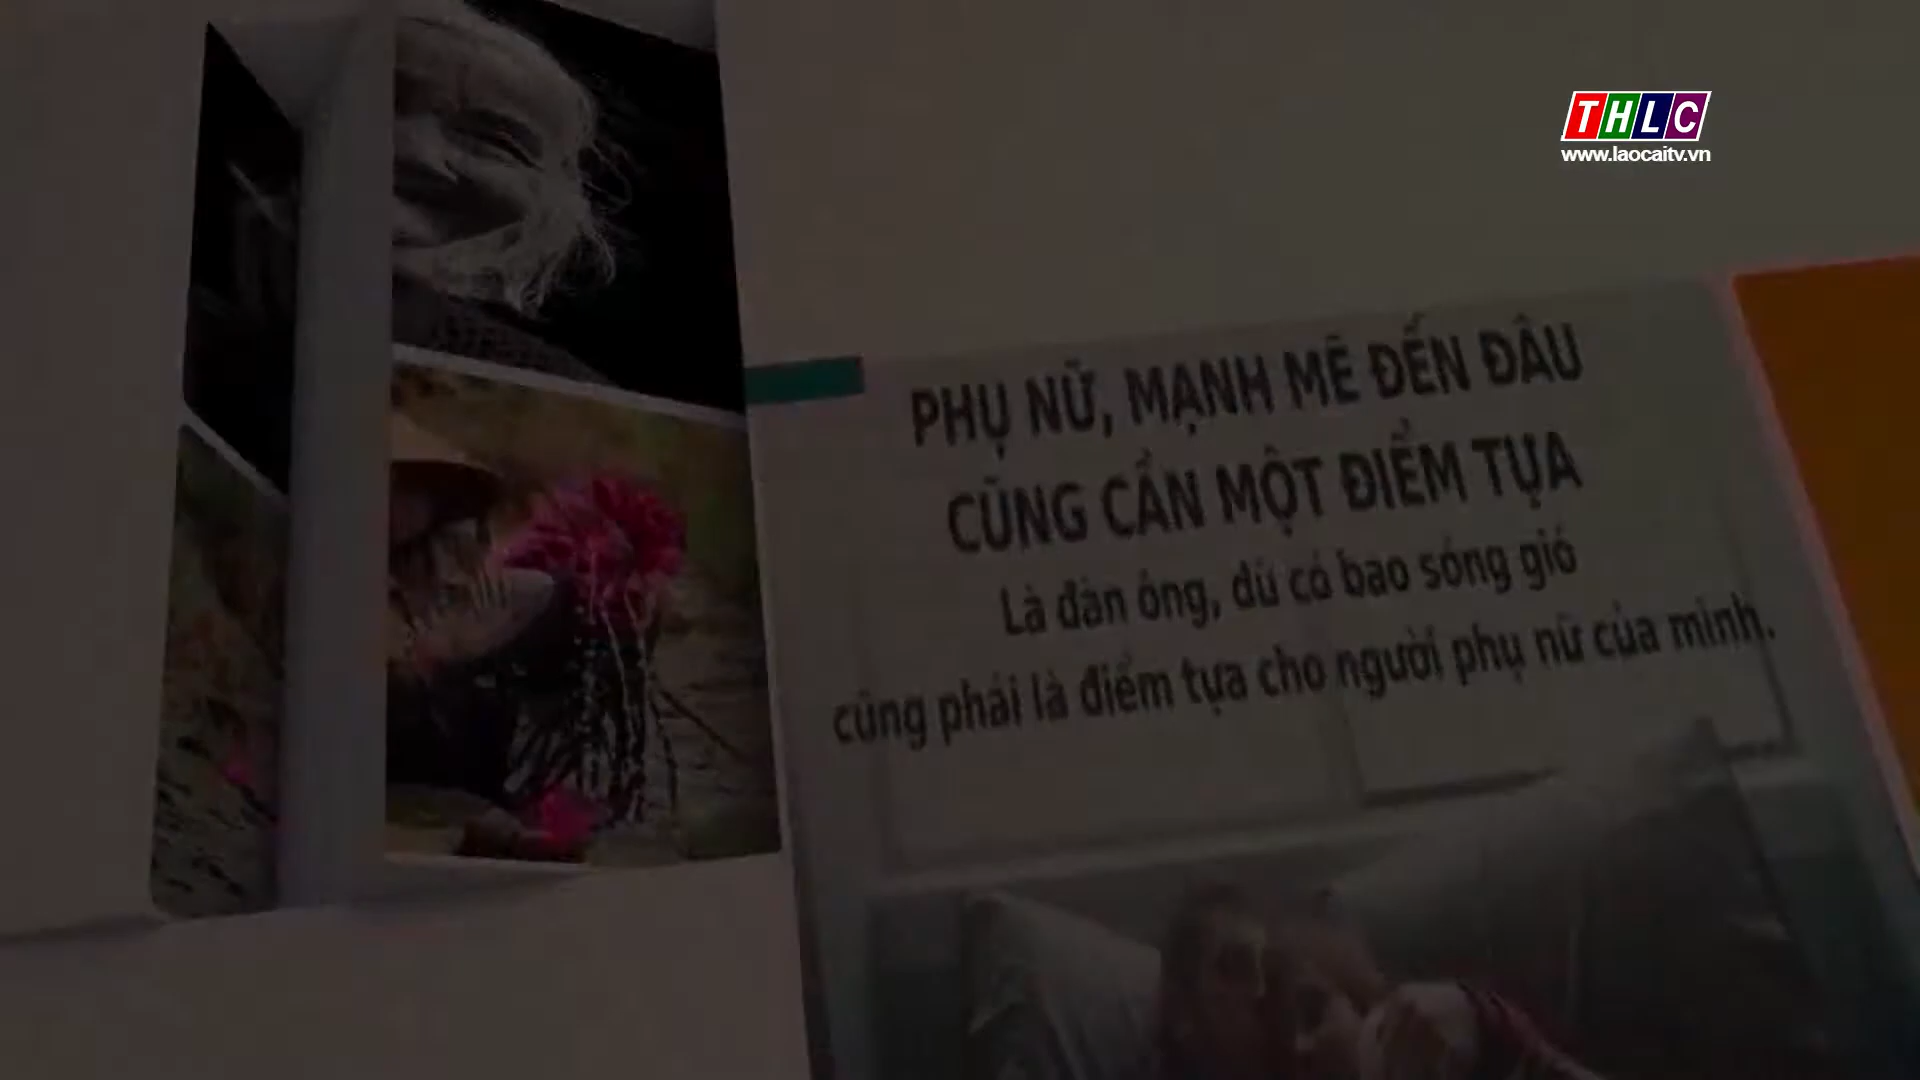 THLC
www.laocaitv.vn
PHỤ NỮ, MẠNH MẼ ĐẾN ĐÂU
CŨNG CẦN MỘT ĐIỂM TỰA
Là đàn ông, dù có bao sóng gió
cũng phải là điểm tựa cho người phụ nữ của mình.